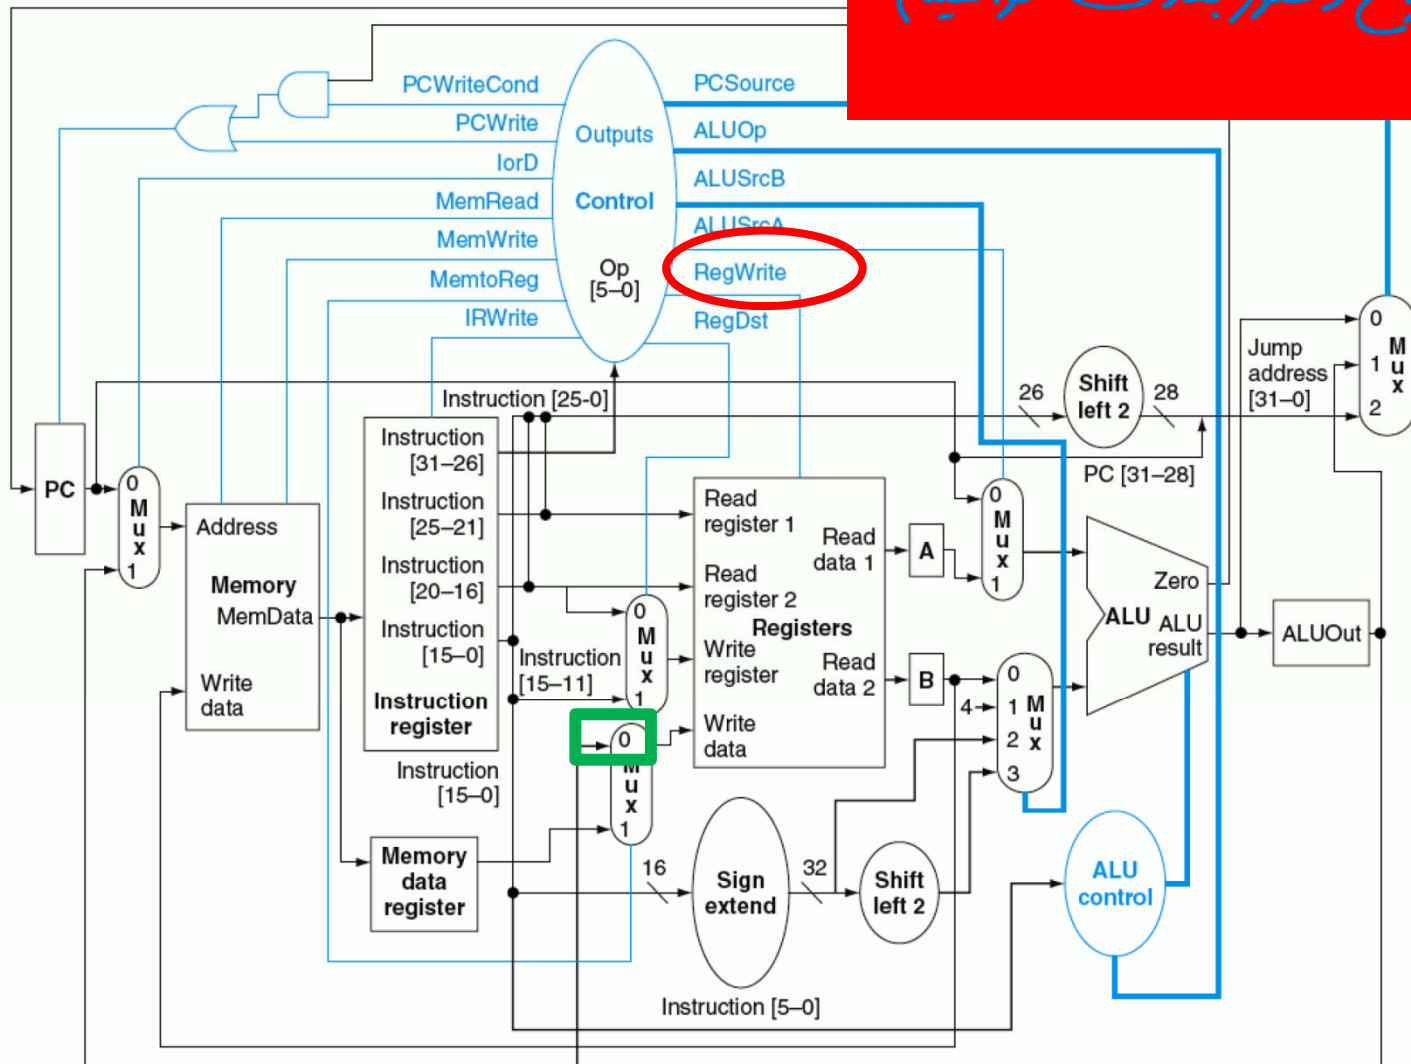 PCWriteCond
PCWrite
IorD
MemRead
MemWrite
MemtoReg
IRWrite
Outputs
Control
Op
[5–0]
PCSource
ALUOp
ALUSrcB
ALUSrcA
RegWrite
RegDst
Instruction [25-0]
26
Shift
left 2
28
Jump
address
[31–0]
0
1
2
M
u
x
PC [31–28]
PC
0
M
u
x
1
Address
Memory
MemData
Write
data
Instruction
[31–26]
Instruction
[25–21]
Instruction
[20–16]
Instruction
[15–0]
Instruction
register
Instruction
[15–0]
Memory
data
register
Instruction
[15–11]
0
M
u
x
1
0
M
u
x
1
Read
register 1
Read
register 2
Registers
Write
register
Write
data
Read
data 1
Read
data 2
A
B
0
M
u
x
1
4
0
1
2
3
M
u
x
Zero
ALU
ALU
result
ALUOut
16
Sign
extend
32
Shift
left 2
ALU
control
Instruction [5–0]